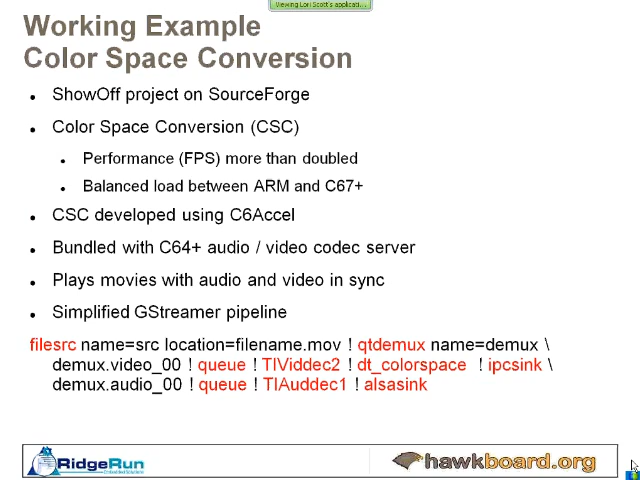 Viewing Lori Scott's applicati...
Working Example
Color Space Conversion
ShowOff project on SourceForge
Color Space Conversion (CSC)
Performance (FPS) more than doubled
Balanced load between ARM and C67+
CSC developed using C6Accel
Bundled with C64+ audio / video codec server
Plays movies with audio and video in sync
Simplified GStreamer pipeline
filesrc name=src location=filename.mov ! qtdemux name=demux \
demux.video_00 ! queue ! TIViddec2 ! dt_colorspace ! ipcsink \
demux.audio_00 ! queue ! TIAuddec1 ! alsasink
RidgeRun
hawkboard.org